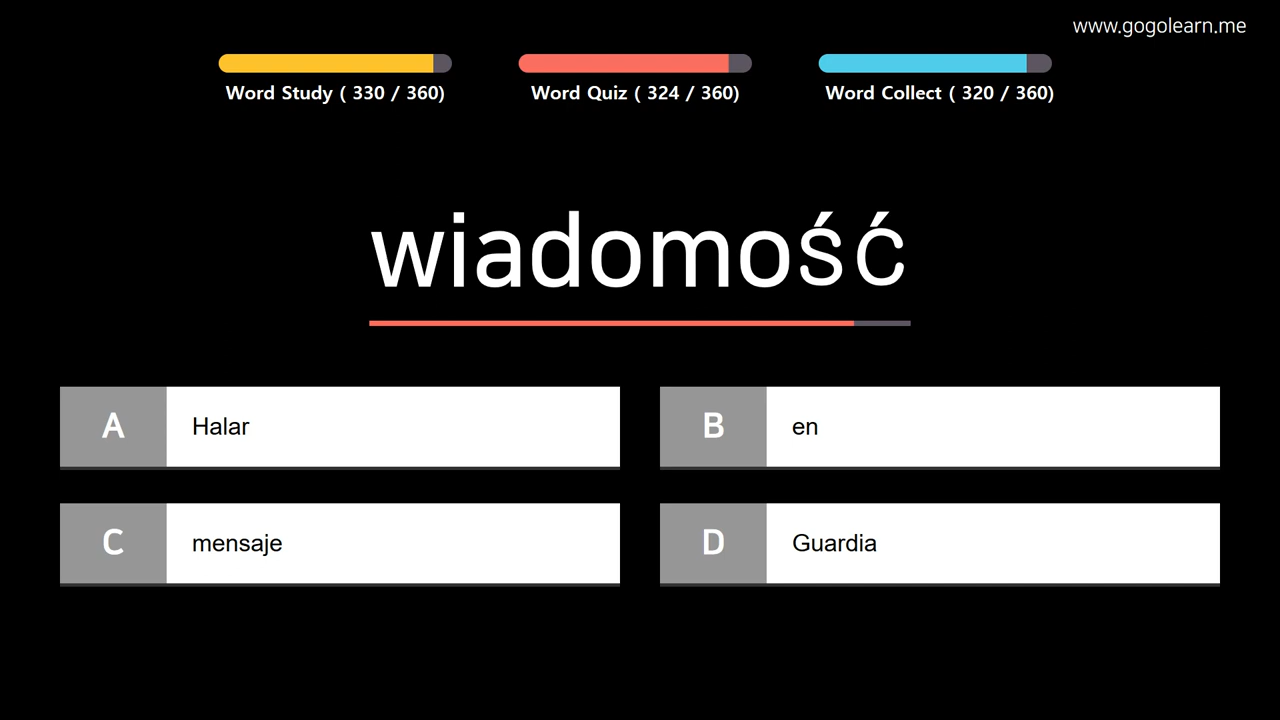 www.gogolearn.me
Word Study ( 330 / 360)
Word Quiz ( 324 / 360)
Word Collect ( 320 / 360)
wiadomość
A Halar
B en
C mensaje
D Guardia